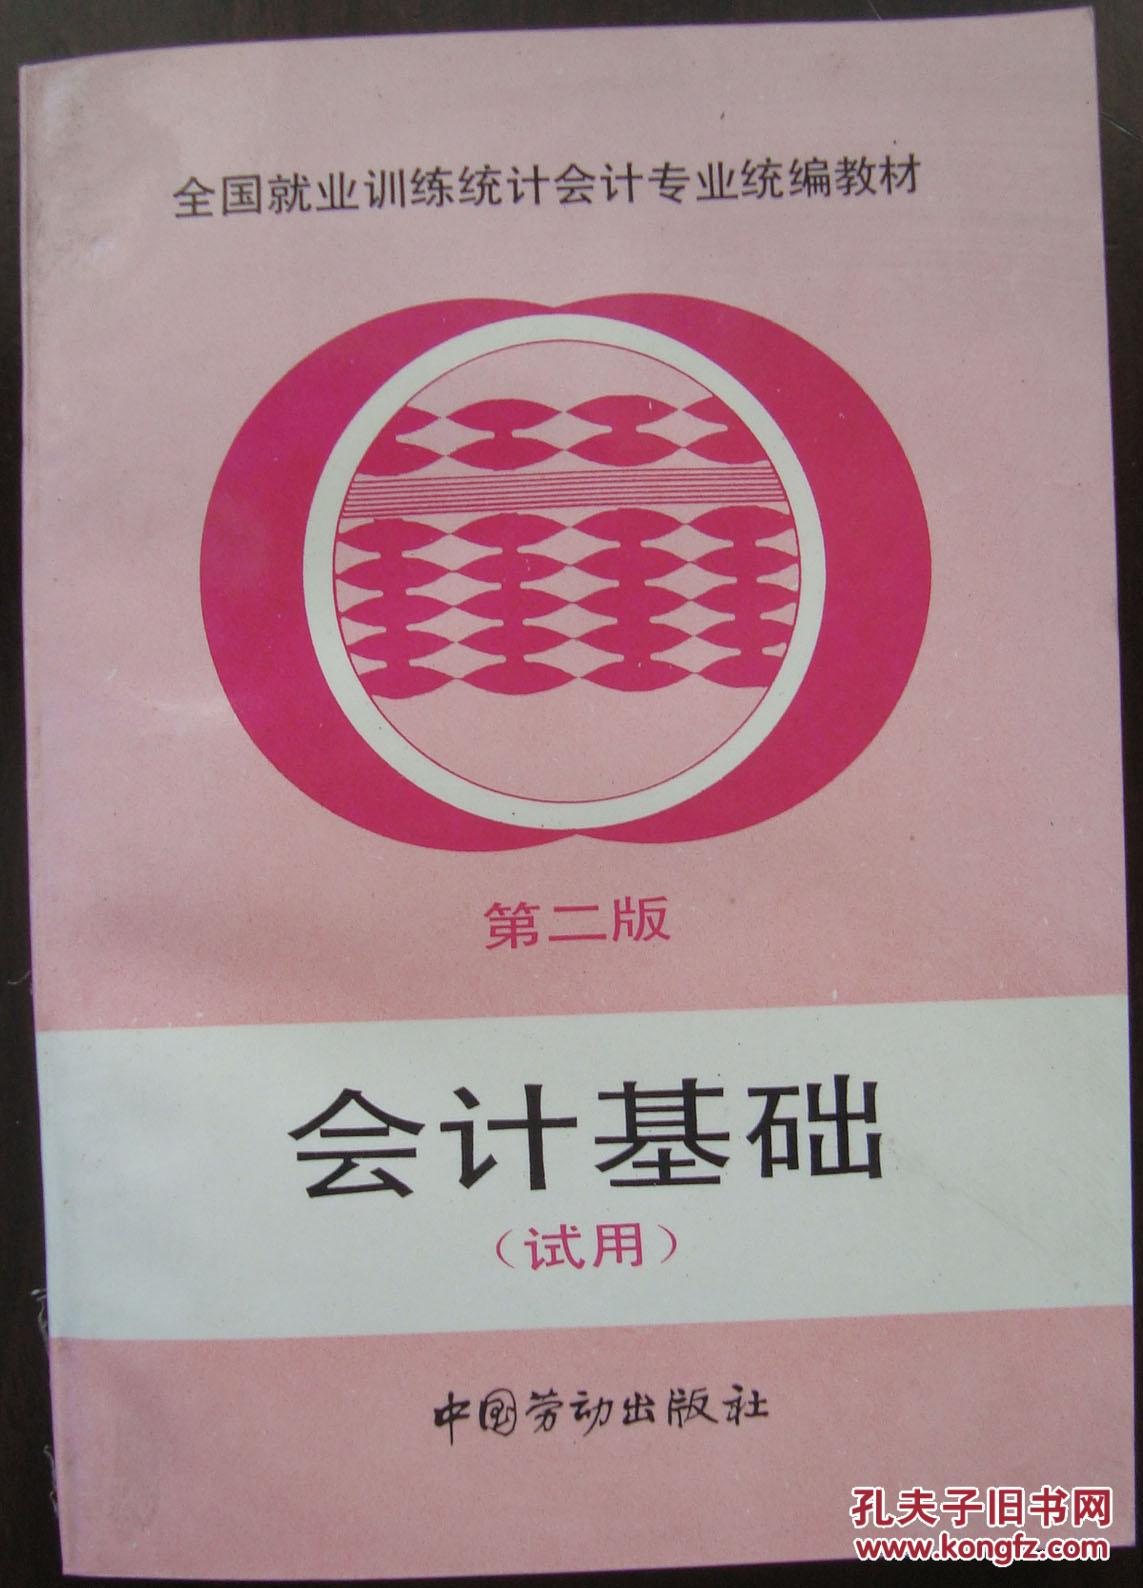 全国就业训练统计会计专业统编教材
第二版
会计基础
（试用）
中国劳动出版社
孔夫子旧书网
www.kongfz.com